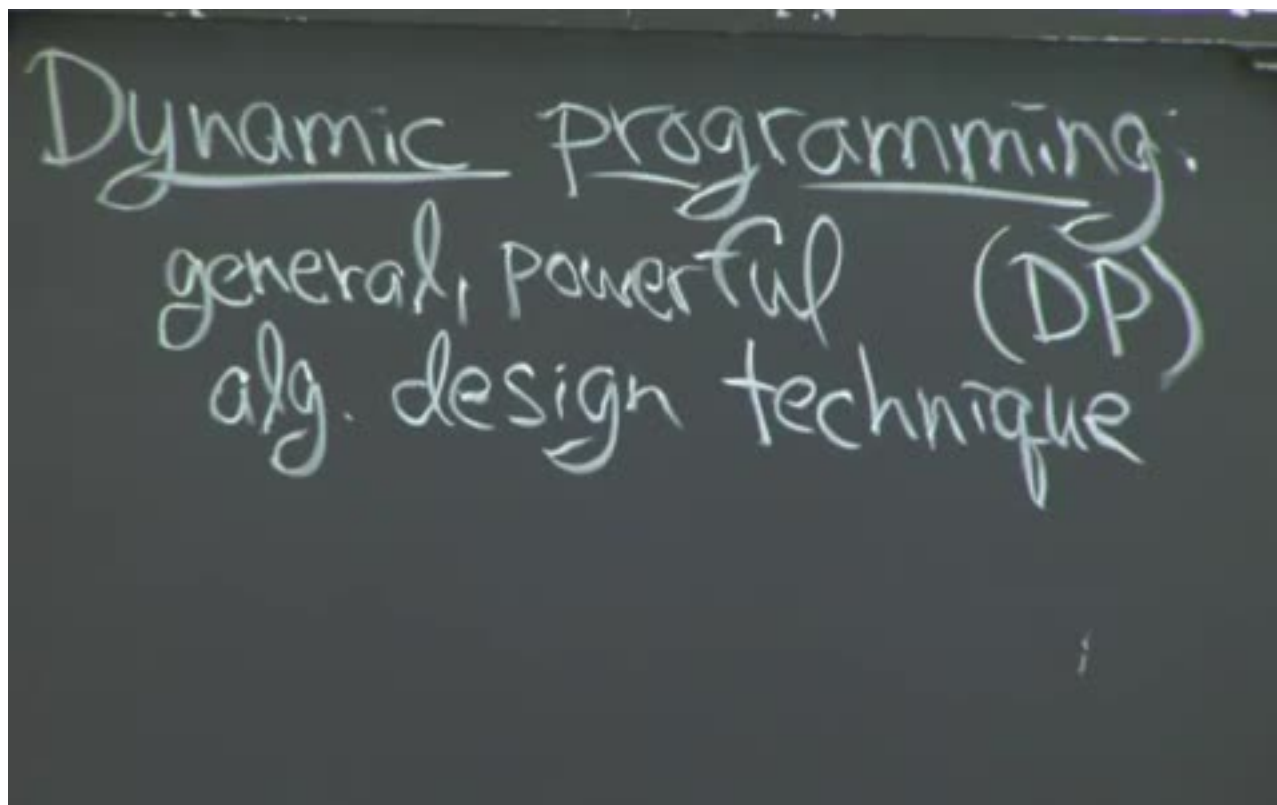 Dynamic programming:
general, powerful (DP)
alg. design technique